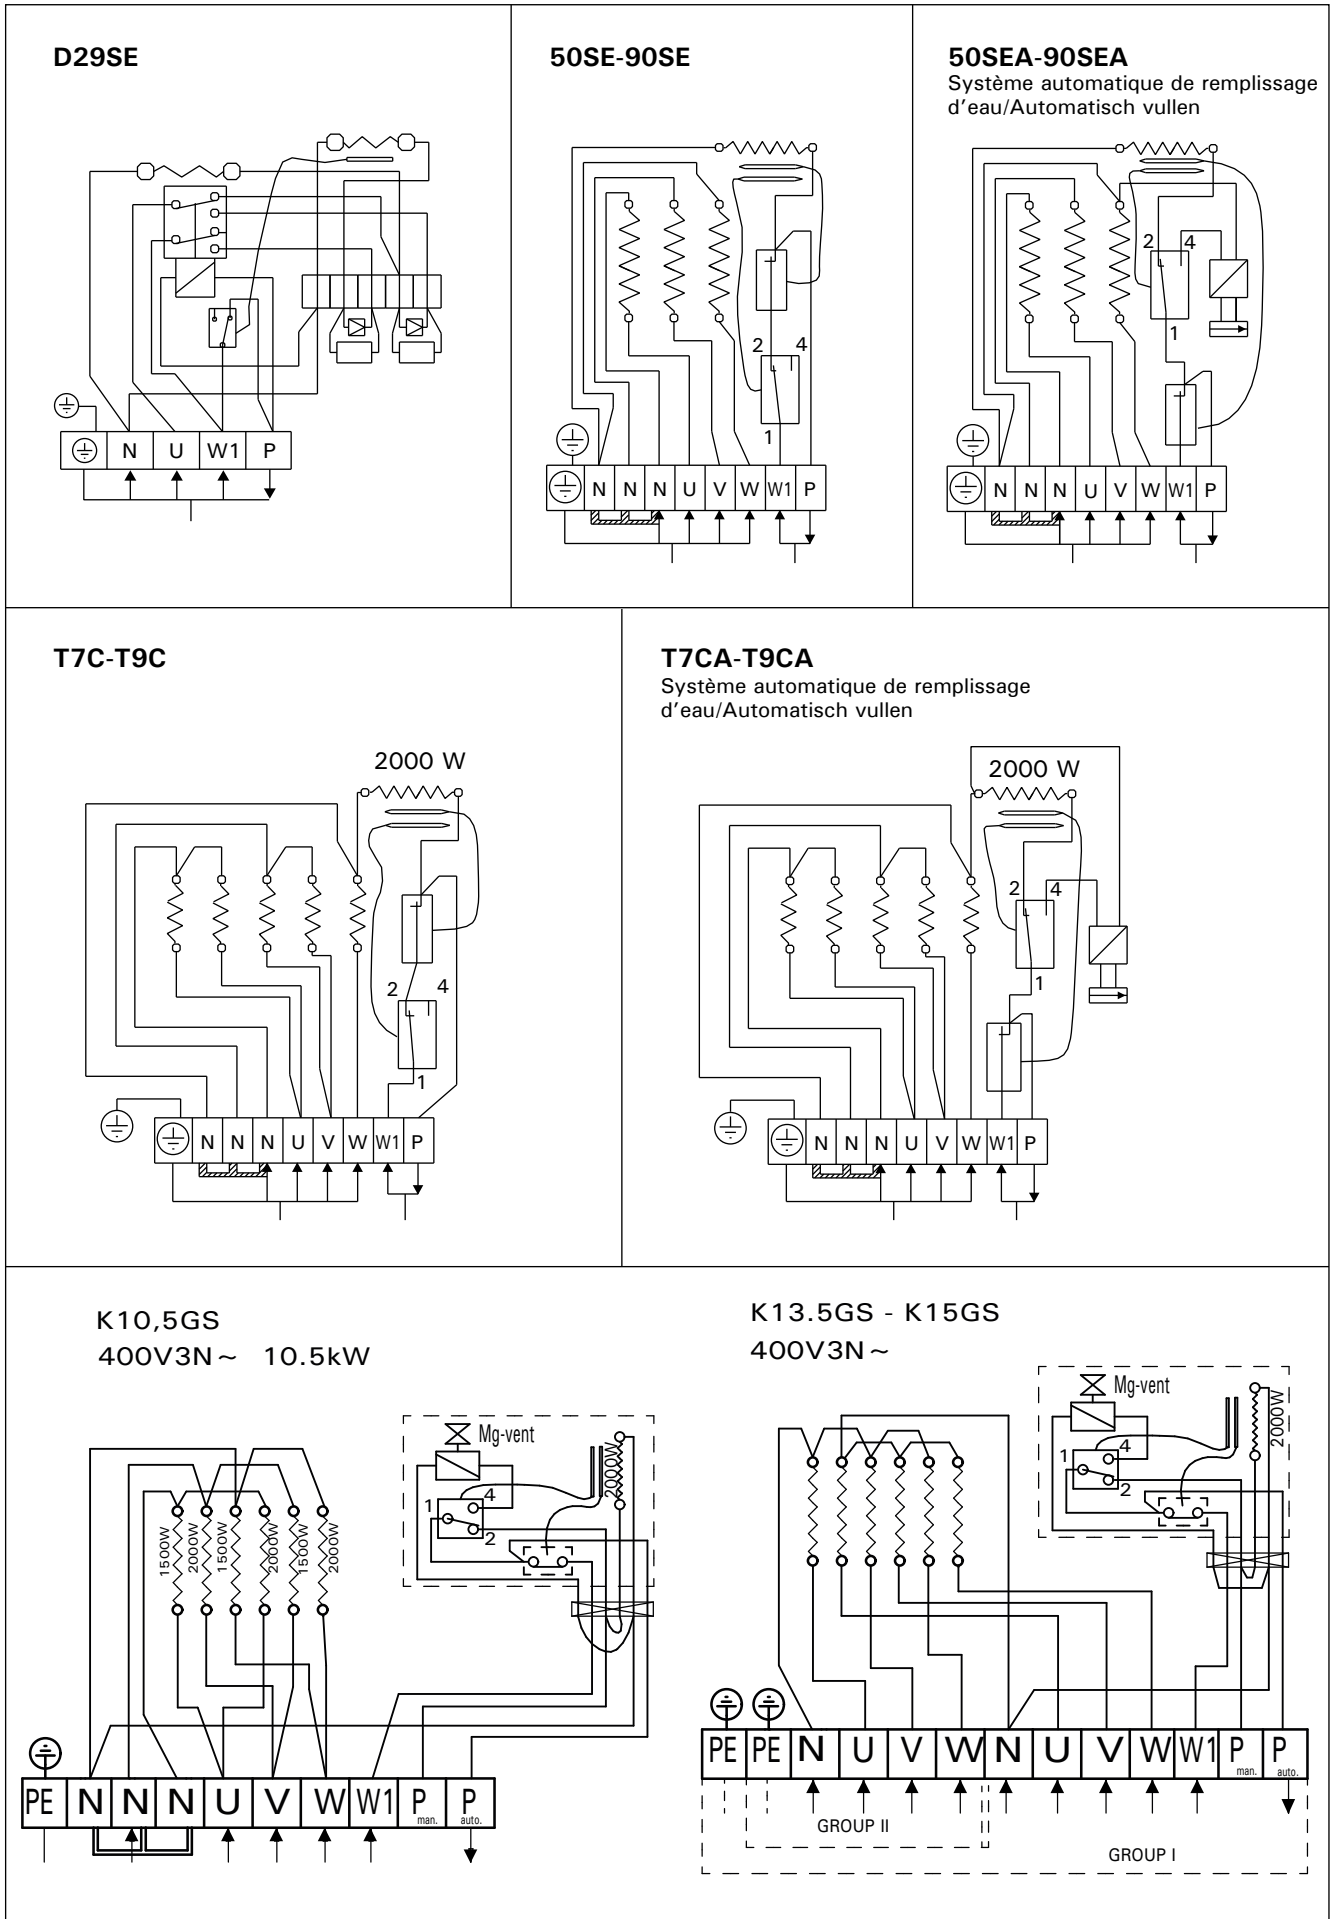 D29SE
N U W1 P
50SE-90SE
2 4
1
N N N U V W W1 P
50SEA-90SEA
Système automatique de remplissage
d'eau/Automatisch vullen
2 4
1
N N N U V W W1 P
T7C-T9C
2000 W
2 4
1
N N N U V W W1 P
T7CA-T9CA
Système automatique de remplissage
d'eau/Automatisch vullen
2000 W
2 4
1
N N N U V W W1 P
K10,5GS
400V3N~ 10.5kW
Mg-vent
2000W
1 4
2
1500W 2000W 1500W 2000W 1500W 2000W
PE N N N U V W W1 P man. P auto.
K13.5GS - K15GS
400V3N~
Mg-vent
2000W
1 4
2
PE PE N U V W N U V W W1 P man. P auto.
GROUP II
GROUP I